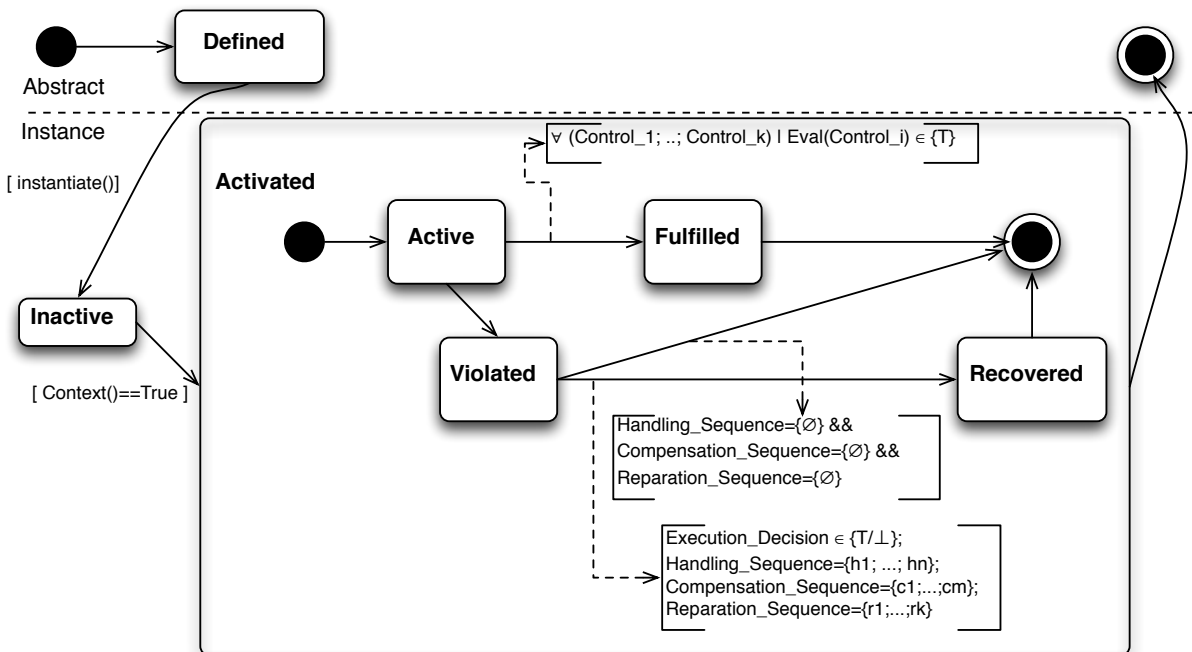 Defined
Abstract
Instance
∀ (Control_1; ..; Control_k) | Eval(Control_i) ∈ {T}
[ instantiate()]
Activated
Active
Fulfilled
Inactive
Violated
Recovered
[ Context()==True ]
Handling_Sequence={∅} &&
Compensation_Sequence={∅} &&
Reparation_Sequence={∅}
Execution_Decision ∈ {T/⊥};
Handling_Sequence={h1; ...; hn};
Compensation_Sequence={c1;...;cm};
Reparation_Sequence={r1;...;rk}